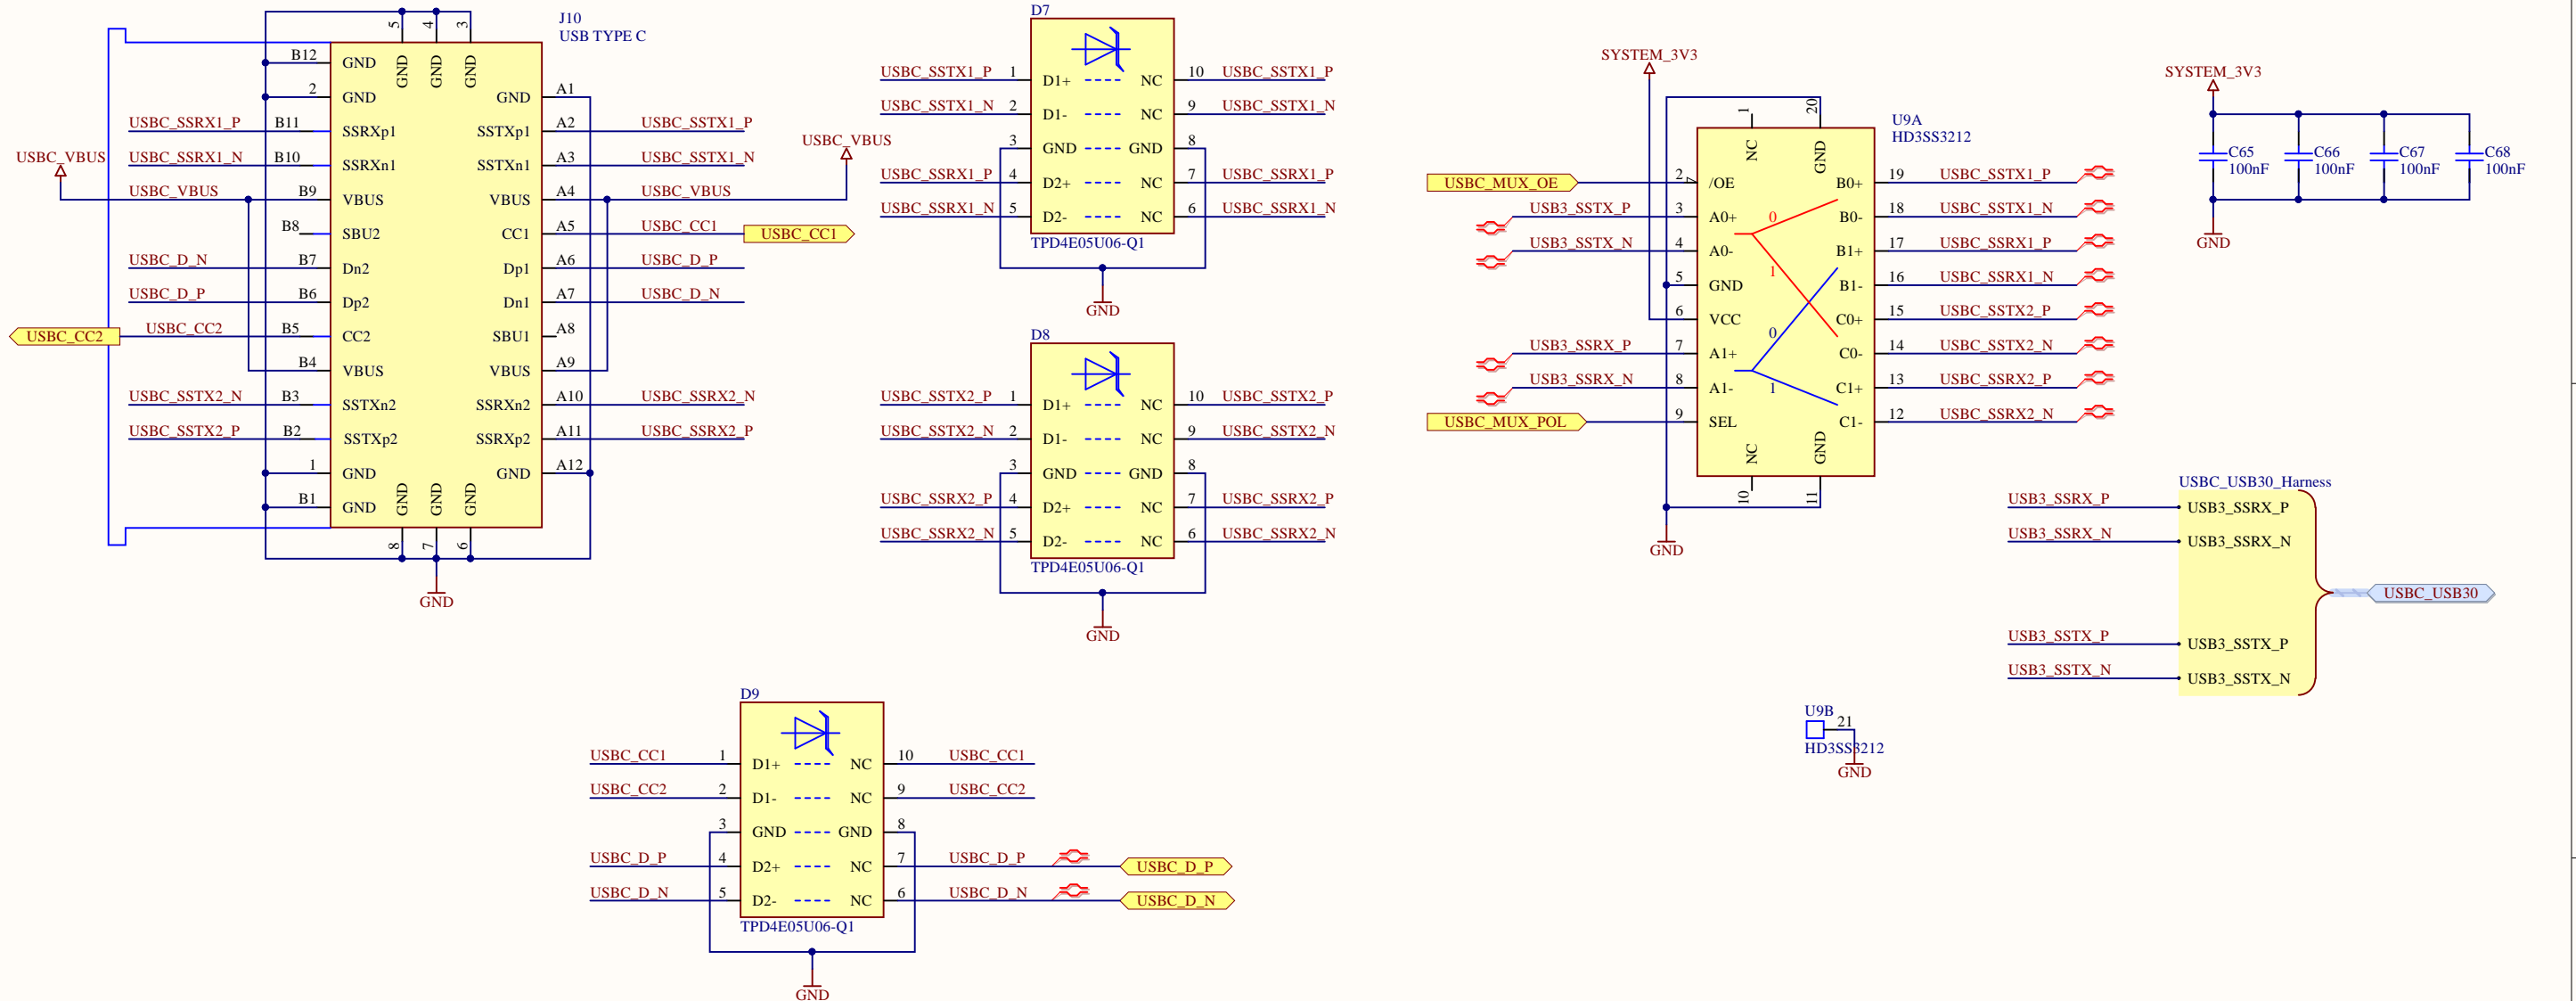 J10
USB TYPE C
5
4
3
GND
GND
GND
B12
GND
2
GND
GND
A1
USBC_SSRX1_P
B11
SSRXp1
SSTXp1
A2
USBC_SSTX1_P
USBC_SSRX1_N
B10
SSRXn1
SSTXn1
A3
USBC_SSTX1_N
USBC_VBUS
USBC_VBUS
USBC_VBUS
B9
VBUS
VBUS
A4
USBC_VBUS
B8
SBU2
CC1
A5
USBC_CC1
USBC_CC1
USBC_D_N
B7
Dn2
Dp1
A6
USBC_D_P
USBC_D_P
B6
Dp2
Dn1
A7
USBC_D_N
USBC_CC2
USBC_CC2
B5
CC2
SBU1
A8
B4
VBUS
VBUS
A9
USBC_SSTX2_N
B3
SSTXn2
SSRXn2
A10
USBC_SSRX2_N
USBC_SSTX2_P
B2
SSTXp2
SSRXp2
A11
USBC_SSRX2_P
1
GND
GND
A12
B1
GND
GND
GND
GND
8
7
6
GND
D7
USBC_SSTX1_P
1
D1+
NC
10
USBC_SSTX1_P
USBC_SSTX1_N
2
D1-
NC
9
USBC_SSTX1_N
3
GND
GND
8
USBC_SSRX1_P
4
D2+
NC
7
USBC_SSRX1_P
USBC_SSRX1_N
5
D2-
NC
6
USBC_SSRX1_N
TPD4E05U06-Q1
GND
D8
USBC_SSTX2_P
1
D1+
NC
10
USBC_SSTX2_P
USBC_SSTX2_N
2
D1-
NC
9
USBC_SSTX2_N
3
GND
GND
8
USBC_SSRX2_P
4
D2+
NC
7
USBC_SSRX2_P
USBC_SSRX2_N
5
D2-
NC
6
USBC_SSRX2_N
TPD4E05U06-Q1
GND
D9
USBC_CC1
1
D1+
NC
10
USBC_CC1
USBC_CC2
2
D1-
NC
9
USBC_CC2
3
GND
GND
8
USBC_D_P
4
D2+
NC
7
USBC_D_P
USBC_D_P
USBC_D_N
5
D2-
NC
6
USBC_D_N
USBC_D_N
TPD4E05U06-Q1
GND
SYSTEM_3V3
U9A
HD3SS3212
1
20
NC
GND
USBC_MUX_OE
2
/OE
B0+
19
USBC_SSTX1_P
USB3_SSTX_P
3
A0+
0
B0-
18
USBC_SSTX1_N
USB3_SSTX_N
4
A0-
1
B1+
17
USBC_SSRX1_P
5
GND
B1-
16
USBC_SSRX1_N
6
VCC
0
C0+
15
USBC_SSTX2_P
USB3_SSRX_P
7
A1+
C0-
14
USBC_SSTX2_N
USB3_SSRX_N
8
A1-
1
C1+
13
USBC_SSRX2_P
USBC_MUX_POL
9
SEL
C1-
12
USBC_SSRX2_N
NC
GND
10
11
GND
SYSTEM_3V3
C65
100nF
C66
100nF
C67
100nF
C68
100nF
GND
USBC_USB30_Harness
USB3_SSRX_P
USB3_SSRX_P
USB3_SSRX_N
USB3_SSRX_N
USBC_USB30
USB3_SSTX_P
USB3_SSTX_P
USB3_SSTX_N
USB3_SSTX_N
U9B
21
HD3SS3212
GND